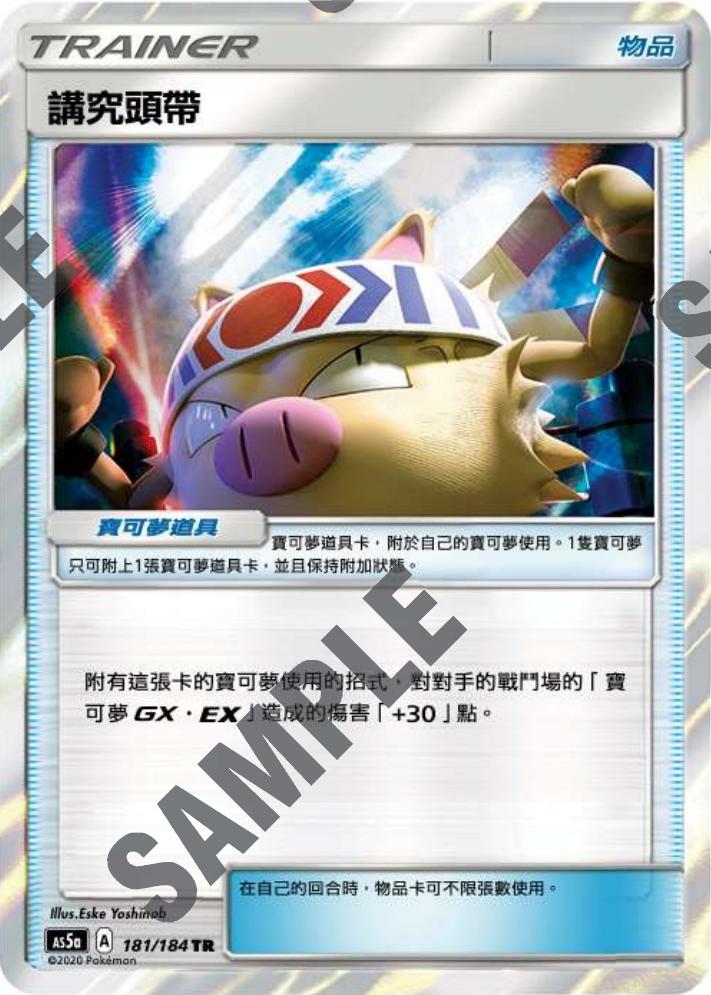 TRAINER
物品
講究頭帶
寶可夢道具
寶可夢道具卡，附於自己的寶可夢使用。1隻寶可夢
只可附上1張寶可夢道具卡，並且保持附加狀態。
附有這張卡的寶可夢使用的招式，對對手的戰鬥場的「寶
可夢GX・EX」造成的傷害「+30」點。
SAMPLE
在自己的回合時，物品卡可不限張數使用。
Illus.Eske Yoshinob
AS5a A 181/184 TR
©2020 Pokémon